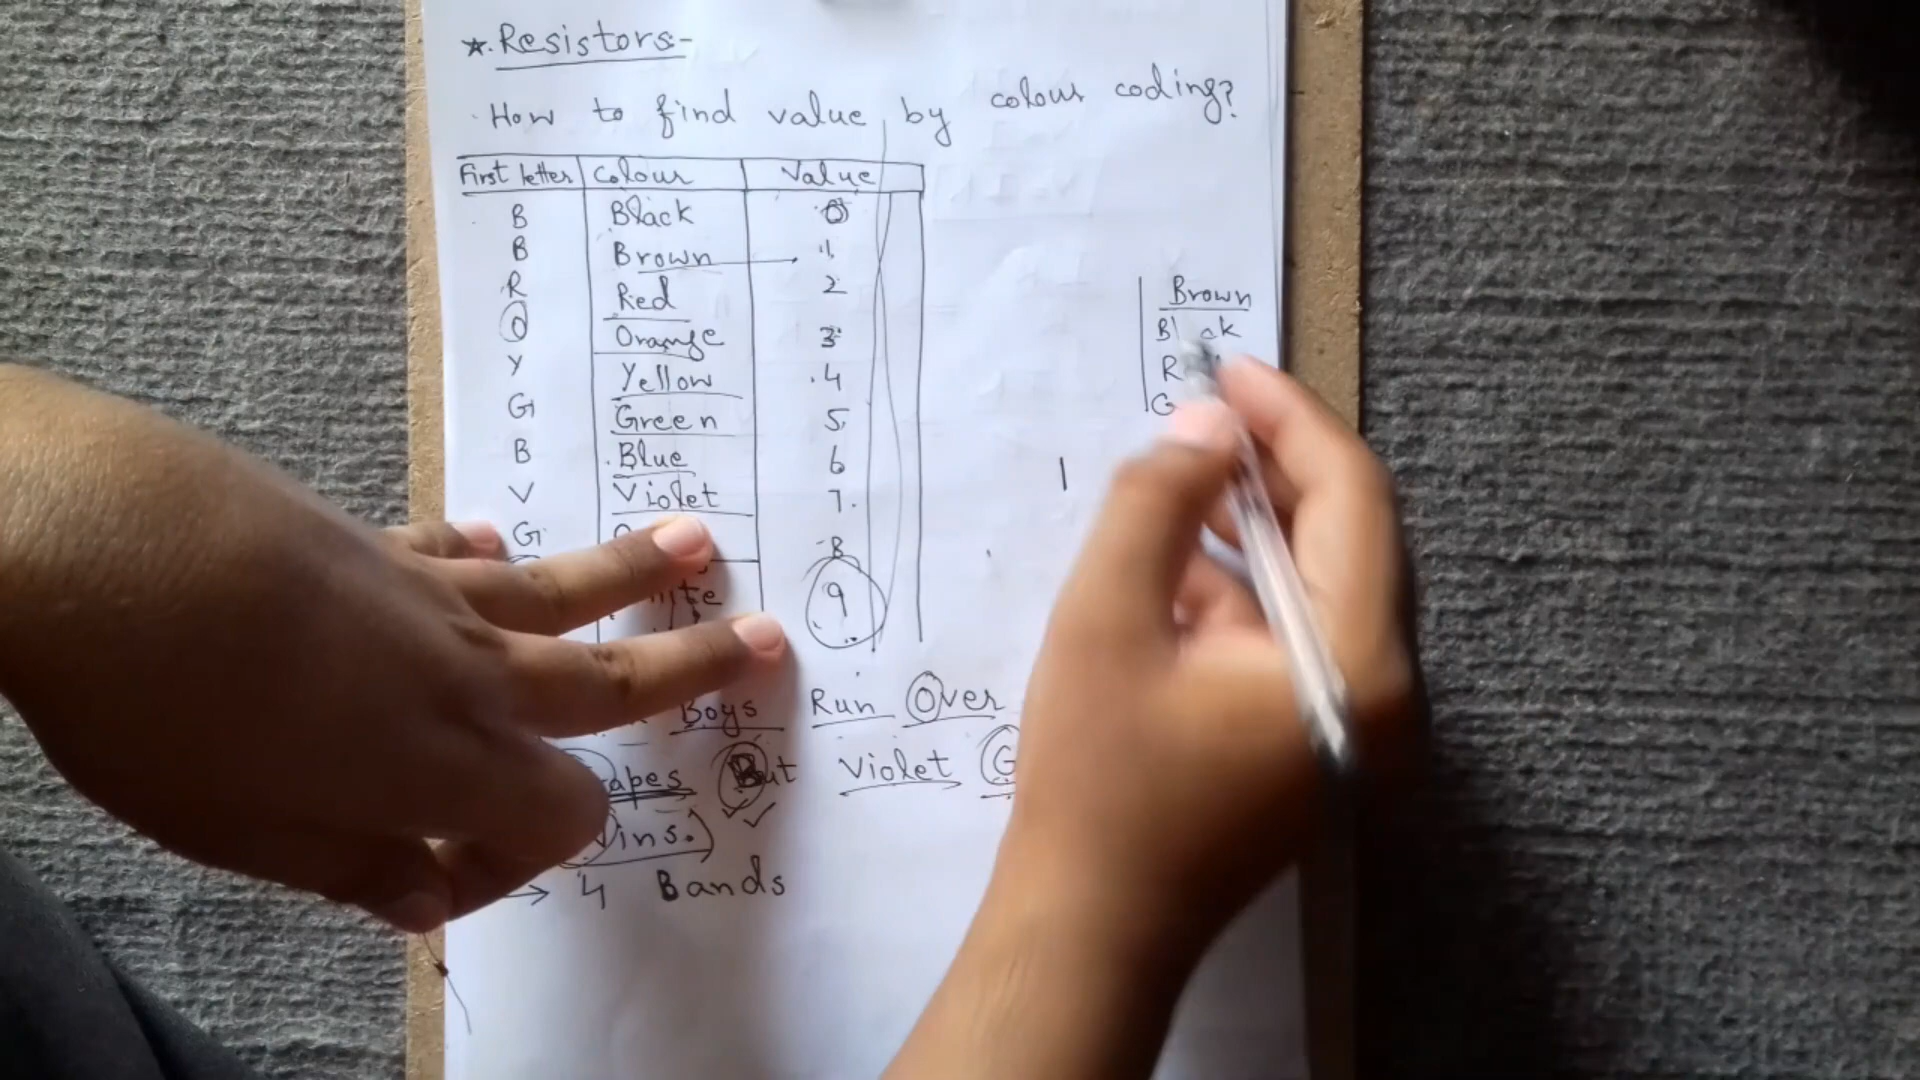 ★. Resistors-
How to find value by colour coding?
First letter Colour Value
B Black 0
B Brown 1
R Red 2
O Orange 3
Y Yellow 4
G Green 5
B Blue 6
V Violet 7
G 8
9
Brown
Boys Run Over
But Violet
→ 4 Bands
1